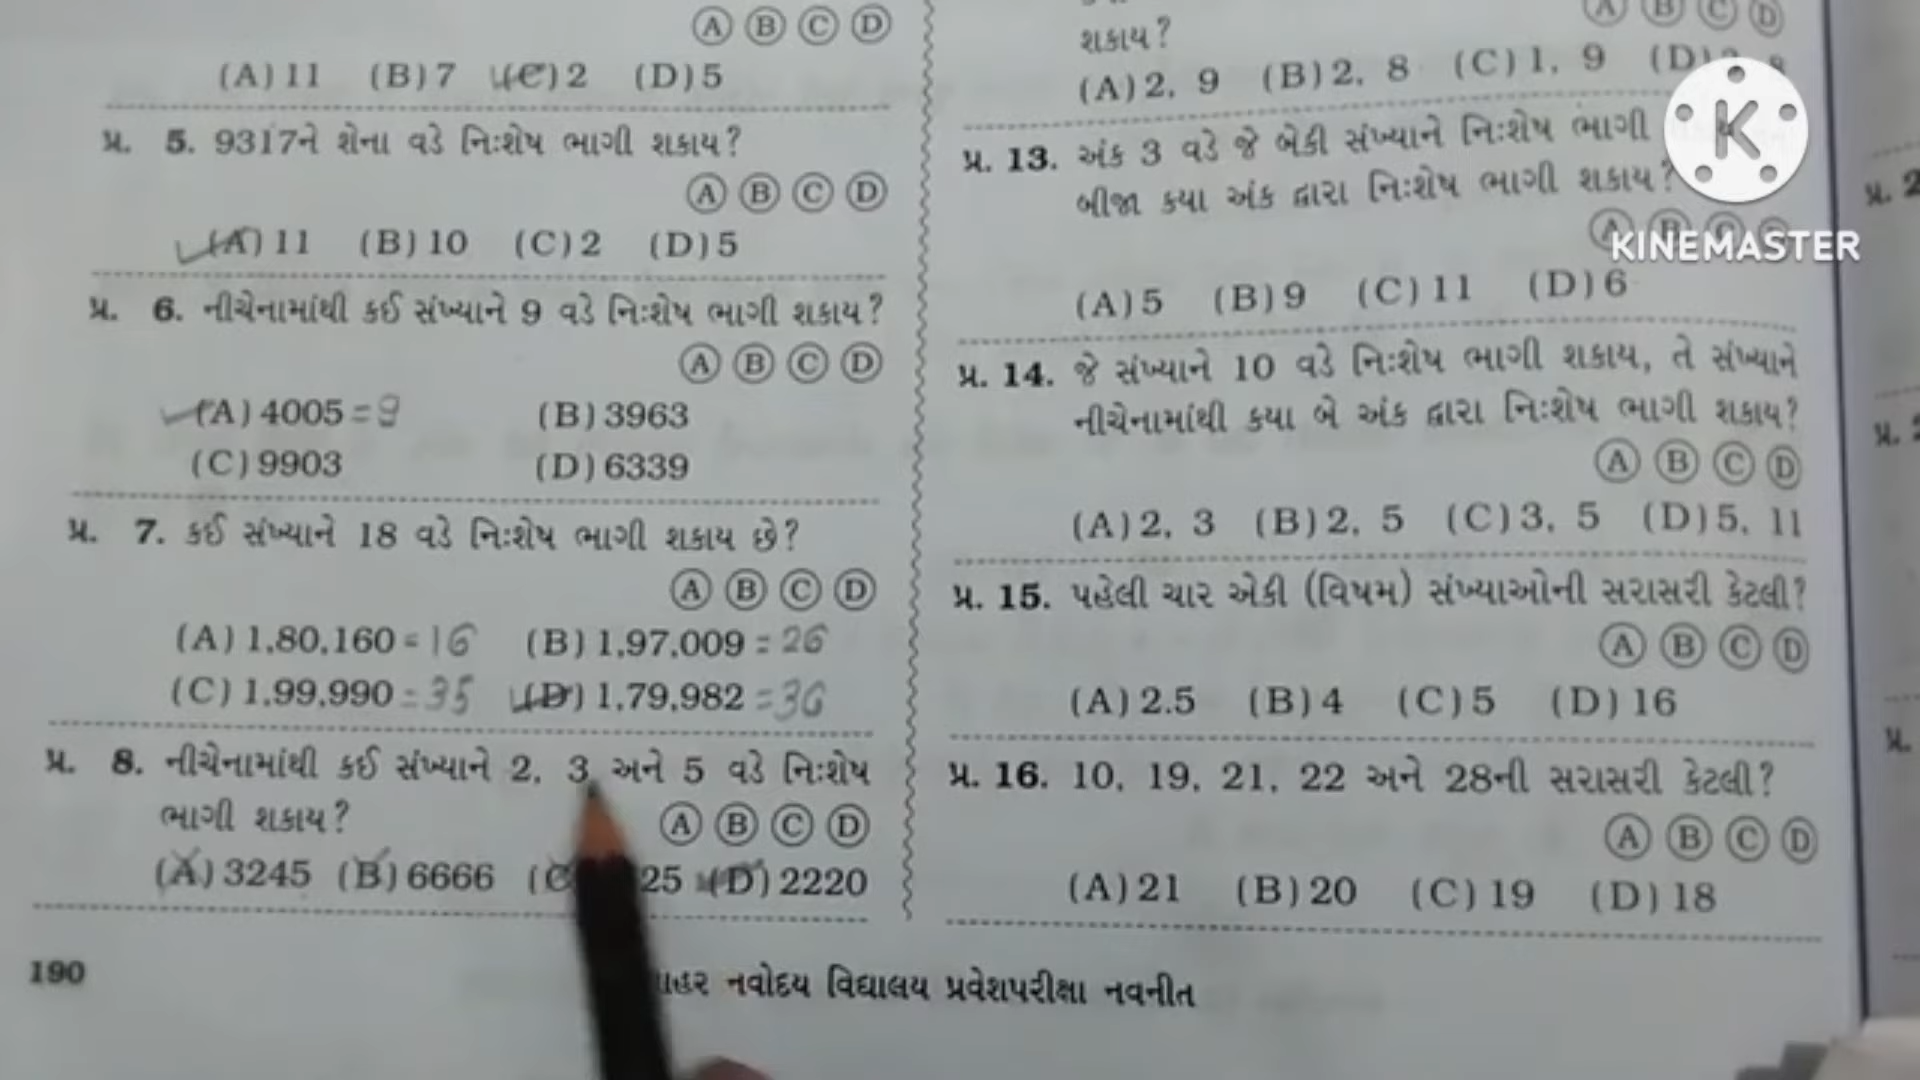 Ⓐ Ⓑ Ⓒ Ⓓ
(A) 11 (B) 7 (C) 2 (D) 5
પ્ર. 5. 9317ને શેના વડે નિઃશેષ ભાગી શકાય?
Ⓐ Ⓑ Ⓒ Ⓓ
(A) 11 (B) 10 (C) 2 (D) 5
પ્ર. 6. નીચેનામાંથી કઈ સંખ્યાને 9 વડે નિઃશેષ ભાગી શકાય?
Ⓐ Ⓑ Ⓒ Ⓓ
(A) 4005 = 9 (B) 3963
(C) 9903 (D) 6339
પ્ર. 7. કઈ સંખ્યાને 18 વડે નિઃશેષ ભાગી શકાય છે?
Ⓐ Ⓑ Ⓒ Ⓓ
(A) 1,80,160 = 16 (B) 1,97,009 = 26
(C) 1,99,990 = 35 (D) 1,79,982 = 36
પ્ર. 8. નીચેનામાંથી કઈ સંખ્યાને 2, 3 અને 5 વડે નિઃશેષ
ભાગી શકાય? Ⓐ Ⓑ Ⓒ Ⓓ
(A) 3245 (B) 6666 (C 25 (D) 2220
190
નવોદય વિદ્યાલય પ્રવેશપરીક્ષા નવનીત
શકાય? Ⓐ Ⓑ Ⓒ Ⓓ
(A) 2, 9 (B) 2, 8 (C) 1, 9 (D) 8
પ્ર. 13. અંક 3 વડે જે બેકી સંખ્યાને નિઃશેષ ભાગી
બીજા કયા અંક દ્વારા નિઃશેષ ભાગી શકાય?
Ⓐ Ⓑ Ⓒ Ⓓ
(A) 5 (B) 9 (C) 11 (D) 6
પ્ર. 14. જે સંખ્યાને 10 વડે નિઃશેષ ભાગી શકાય, તે સંખ્યાને
નીચેનામાંથી કયા બે અંક દ્વારા નિઃશેષ ભાગી શકાય?
Ⓐ Ⓑ Ⓒ Ⓓ
(A) 2, 3 (B) 2, 5 (C) 3, 5 (D) 5, 11
પ્ર. 15. પહેલી ચાર એકી (વિષમ) સંખ્યાઓની સરાસરી કેટલી?
Ⓐ Ⓑ Ⓒ Ⓓ
(A) 2.5 (B) 4 (C) 5 (D) 16
પ્ર. 16. 10, 19, 21, 22 અને 28ની સરાસરી કેટલી?
Ⓐ Ⓑ Ⓒ Ⓓ
(A) 21 (B) 20 (C) 19 (D) 18
K
KINEMASTER
પ્ર. 2